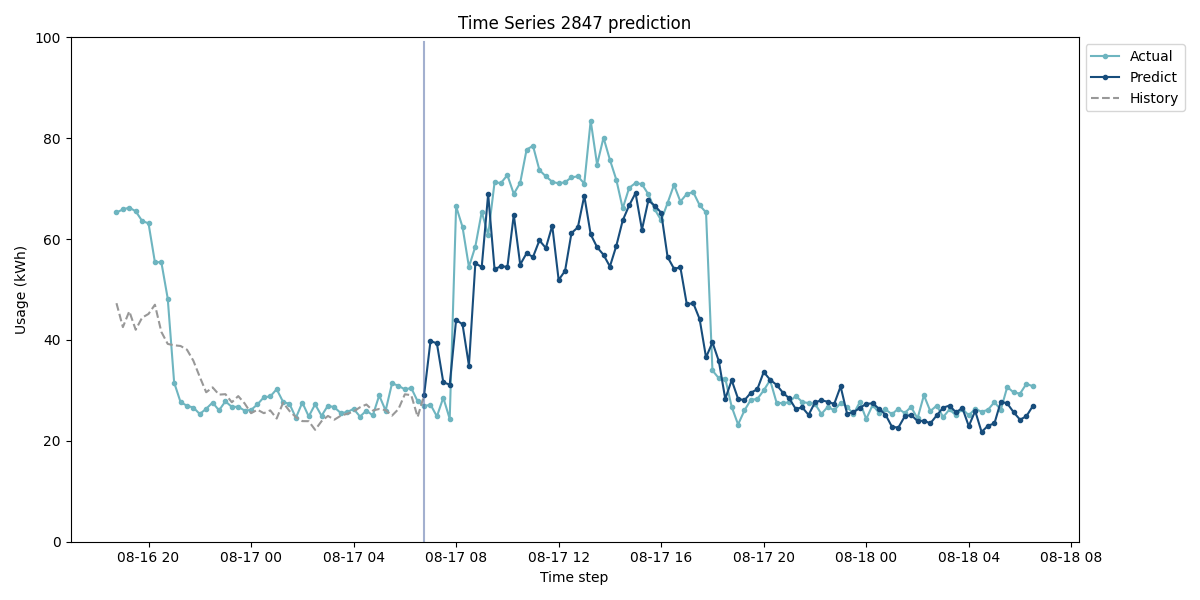 Time Series 2847 prediction
100
80
60
40
20
0
Usage (kWh)
08-16 20
08-17 00
08-17 04
08-17 08
08-17 12
08-17 16
08-17 20
08-18 00
08-18 04
08-18 08
Time step
Actual
Predict
History